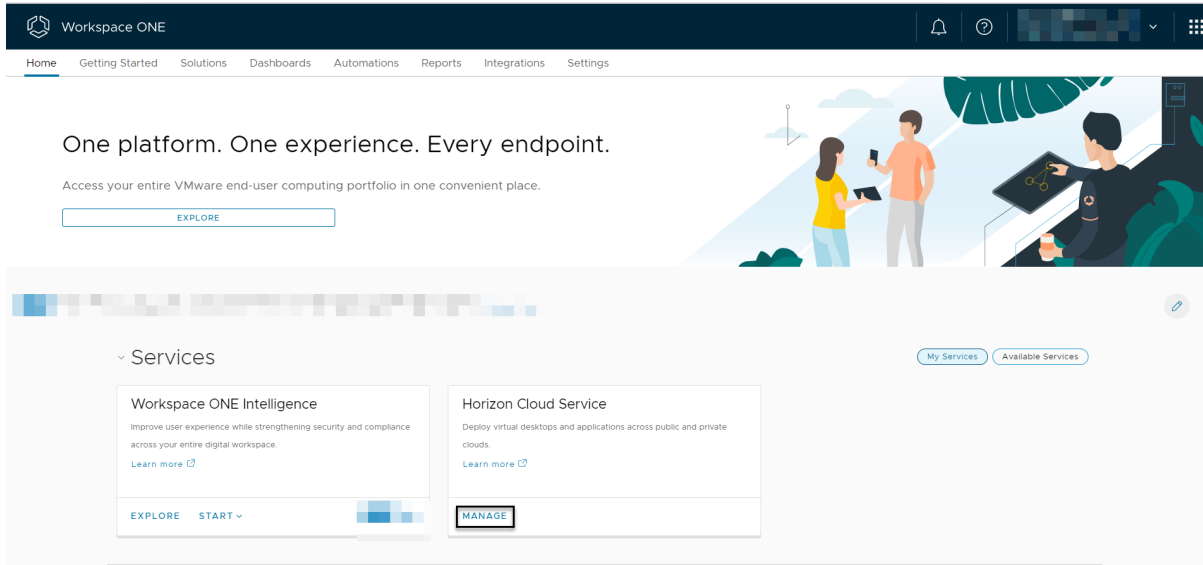 Workspace ONE
Home Getting Started Solutions Dashboards Automations Reports Integrations Settings
One platform. One experience. Every endpoint.
Access your entire VMware end-user computing portfolio in one convenient place.
EXPLORE
Services
My Services Available Services
Workspace ONE Intelligence
Improve user experience while strengthening security and compliance
across your entire digital workspace.
Learn more
EXPLORE START
Horizon Cloud Service
Deploy virtual desktops and applications across public and private
clouds.
Learn more
MANAGE